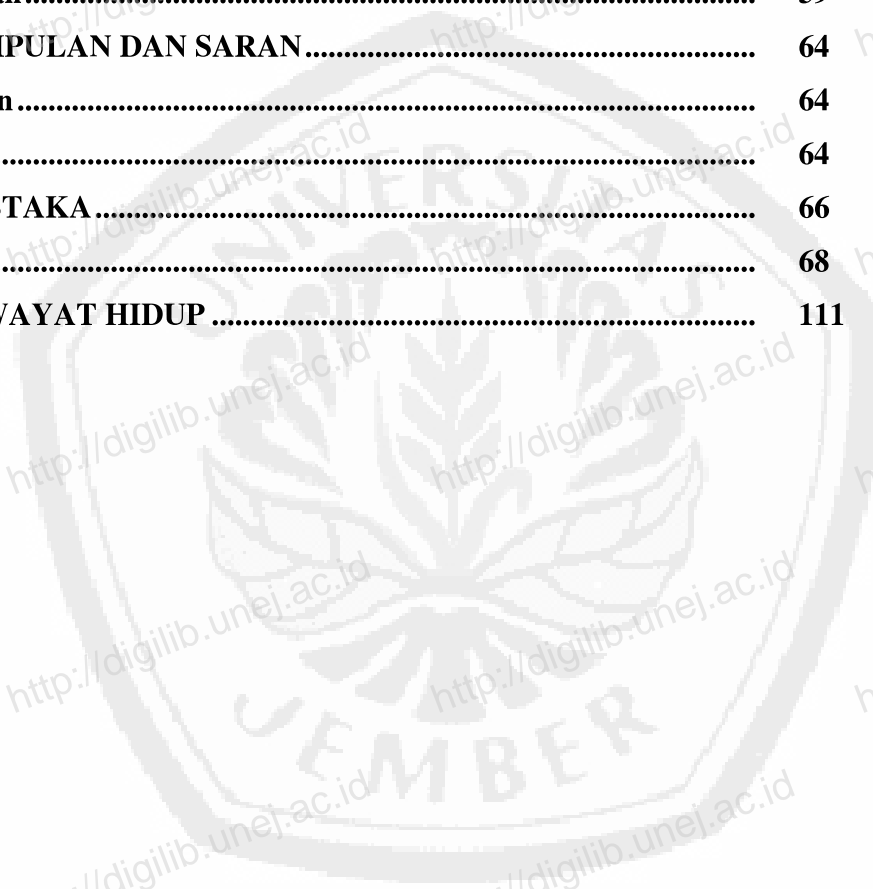 PULAN DAN SARAN ........ 64
n ........ 64
........ 64
TAKA ........ 66
........ 68
WAYAT HIDUP ........ 111
UNIVERSITAS
JEMBER
http://digilib.unej.ac.id
http://digilib.unej.ac.id
http://digilib.unej.ac.id
http://digilib.unej.ac.id
http://digilib.unej.ac.id
http://digilib.unej.ac.id